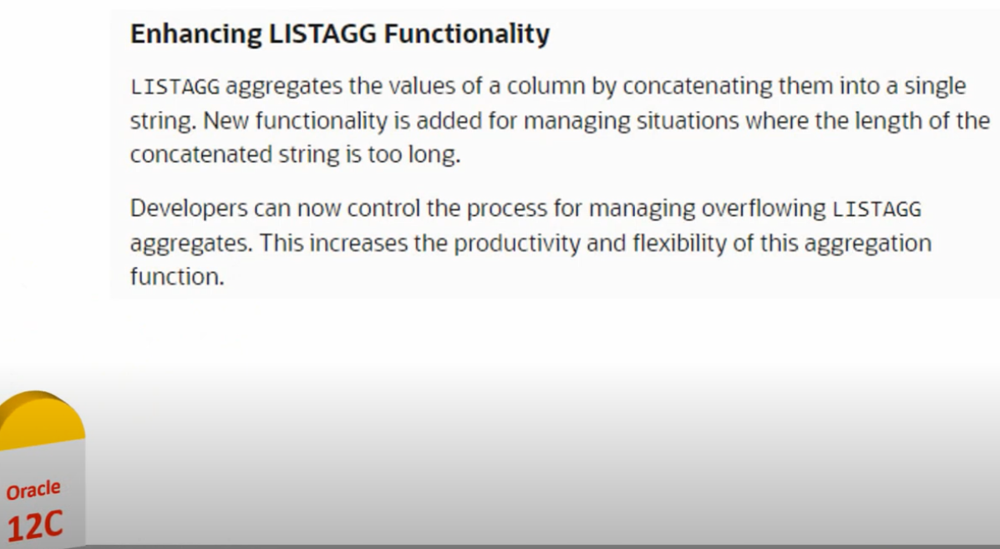 Enhancing LISTAGG Functionality
LISTAGG aggregates the values of a column by concatenating them into a single
string. New functionality is added for managing situations where the length of the
concatenated string is too long.
Developers can now control the process for managing overflowing LISTAGG
aggregates. This increases the productivity and flexibility of this aggregation
function.
Oracle
12C